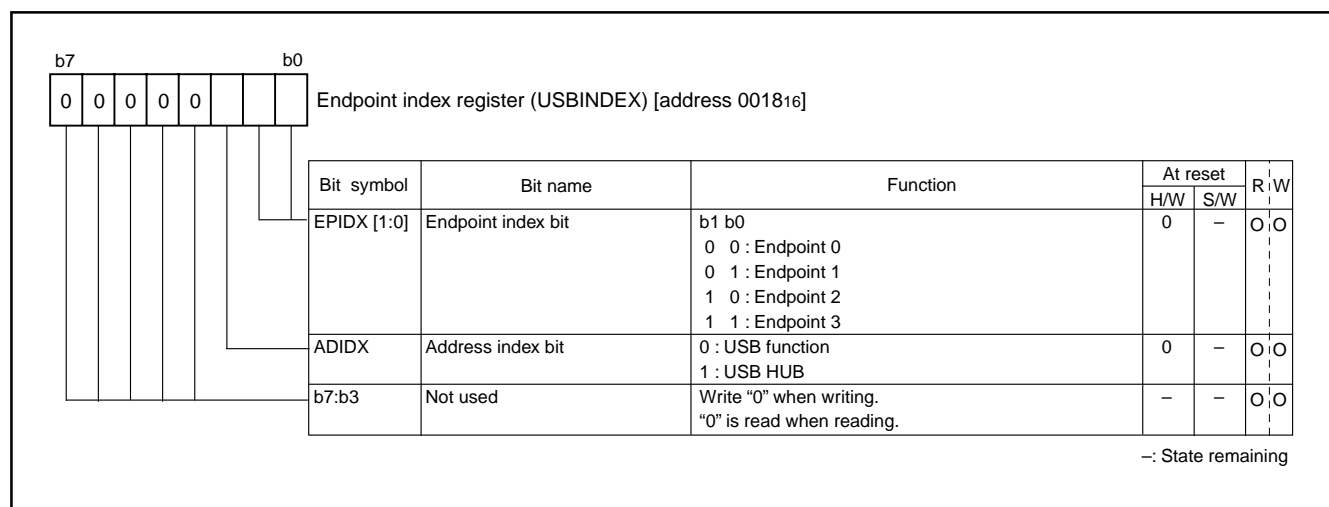 b7 b0
0 0 0 0 0 Endpoint index register (USBINDEX) [address 001816]
Bit symbol Bit name Function At reset R W
H/W S/W
EPIDX [1:0] Endpoint index bit b1 b0 0 – O O
0 0 : Endpoint 0
0 1 : Endpoint 1
1 0 : Endpoint 2
1 1 : Endpoint 3
ADIDX Address index bit 0 : USB function 0 – O O
1 : USB HUB
b7:b3 Not used Write “0” when writing. – – O O
“0” is read when reading.
–: State remaining